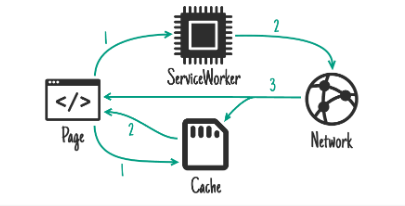 1
2
ServiceWorker
3
</>
Page
2
Network
1
Cache